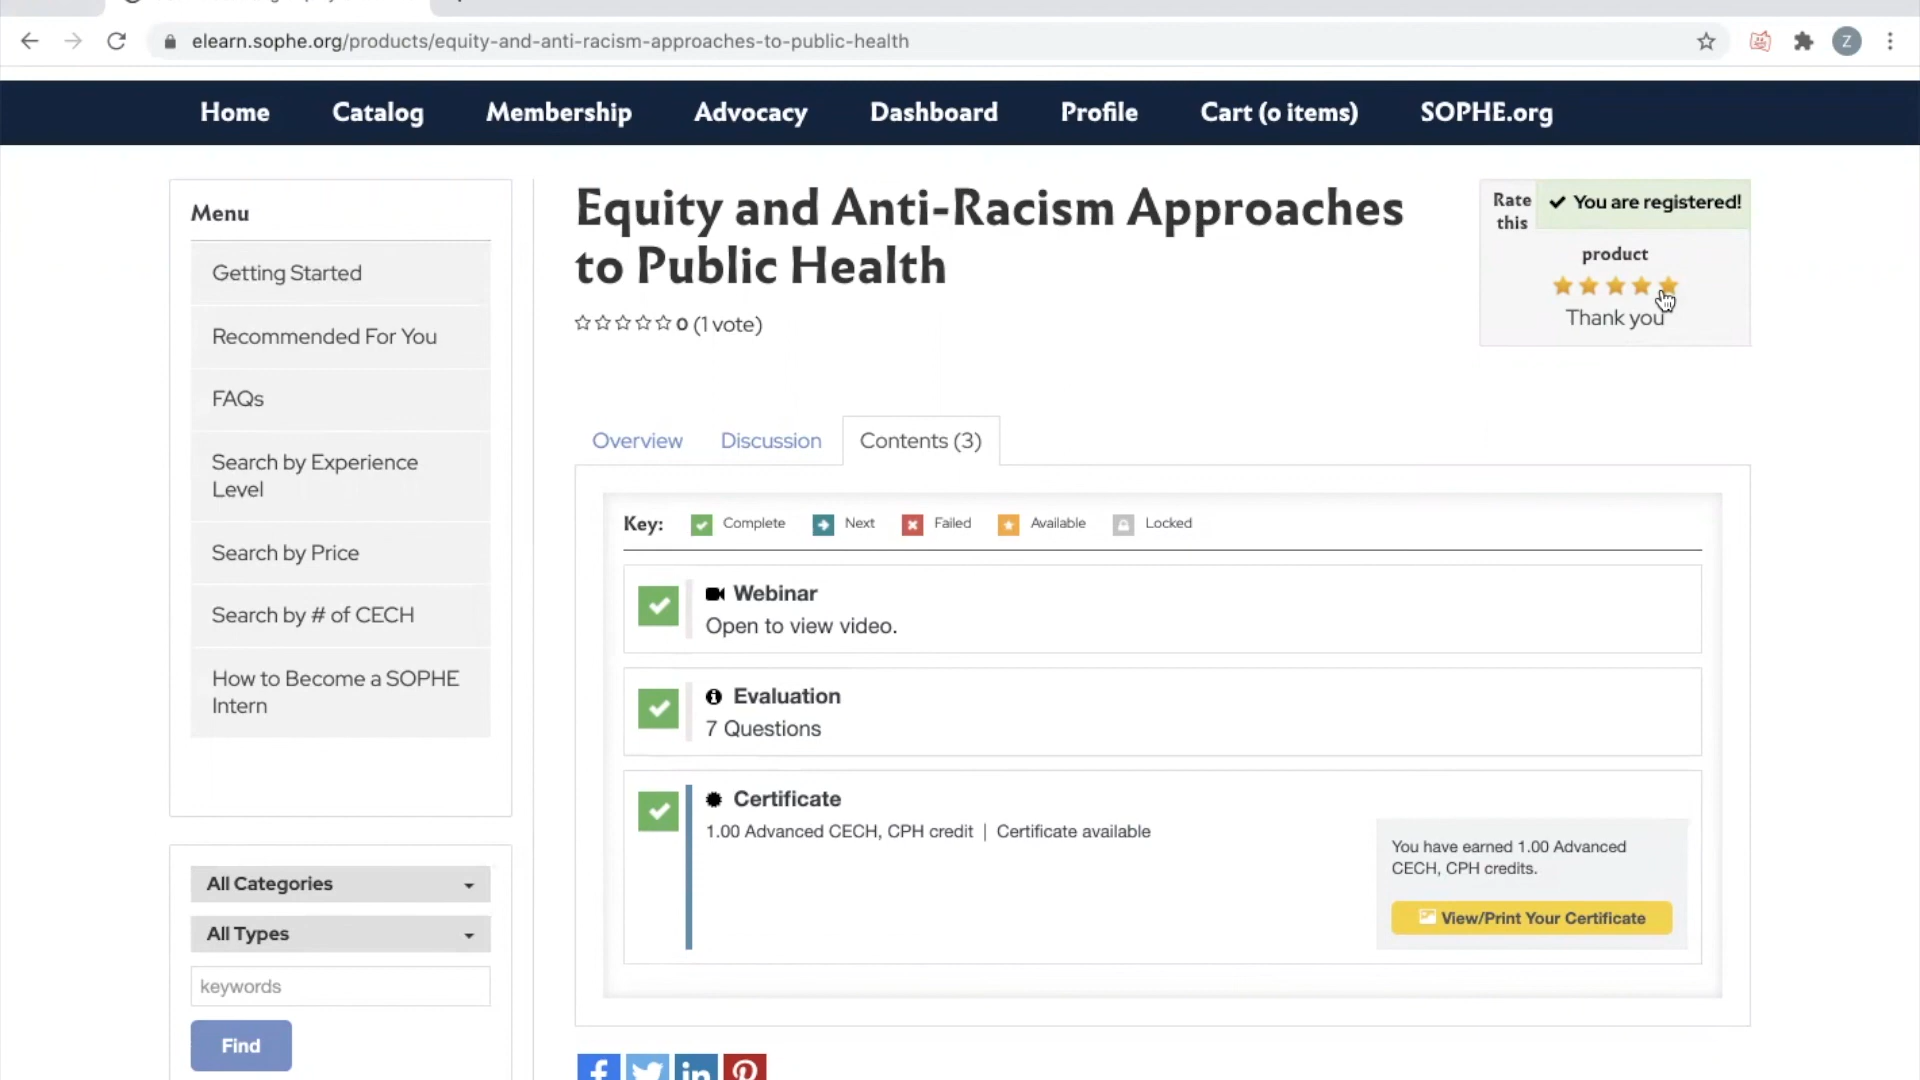 elearn.sophe.org/products/equity-and-anti-racism-approaches-to-public-health
Z
Home Catalog Membership Advocacy Dashboard Profile Cart (0 items) SOPHE.org
Menu
Getting Started
Recommended For You
FAQs
Search by Experience
Level
Search by Price
Search by # of CECH
How to Become a SOPHE
Intern
All Categories
All Types
keywords
Find
Equity and Anti-Racism Approaches
to Public Health
0 (1 vote)
Rate
this
✔ You are registered!
product
Thank you
Overview Discussion Contents (3)
Key: Complete Next Failed Available Locked
Webinar
Open to view video.
Evaluation
7 Questions
Certificate
1.00 Advanced CECH, CPH credit | Certificate available
You have earned 1.00 Advanced
CECH, CPH credits.
View/Print Your Certificate